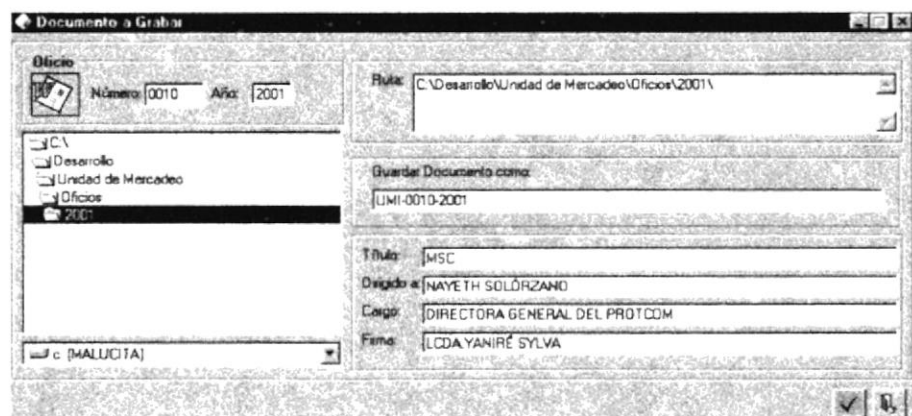 Documento a Grabar
Oficio
Número: 0010 Año: 2001
C:\
Desarrollo
Unidad de Mercadeo
Oficios
2001
c: [MALUCITA]
Ruta: C:\Desarrollo\Unidad de Mercadeo\Oficios\2001\
Guardar Documento como:
UMI-0010-2001
Título: MSC
Dirigido a: NAYETH SOLÓRZANO
Cargo: DIRECTORA GENERAL DEL PROTCOM
Firma: LCDA.YANIRÉ SYLVA